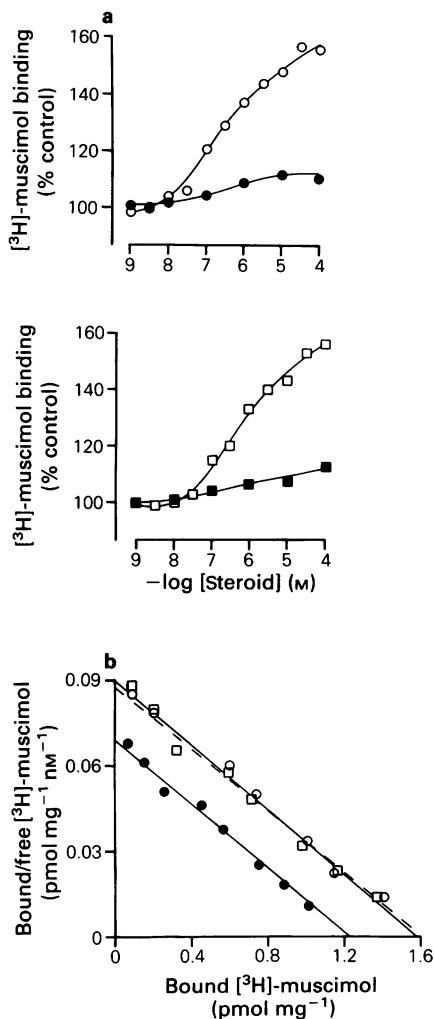 a
[³H]-muscimol binding
(% control)
160
140
120
100
9 8 7 6 5 4
[³H]-muscimol binding
(% control)
160
140
120
100
9 8 7 6 5 4
−log [Steroid] (M)
b
Bound/free [³H]-muscimol
(pmol mg⁻¹ nM⁻¹)
0.09
0.06
0.03
0
0 0.4 0.8 1.2 1.6
Bound [³H]-muscimol
(pmol mg⁻¹)